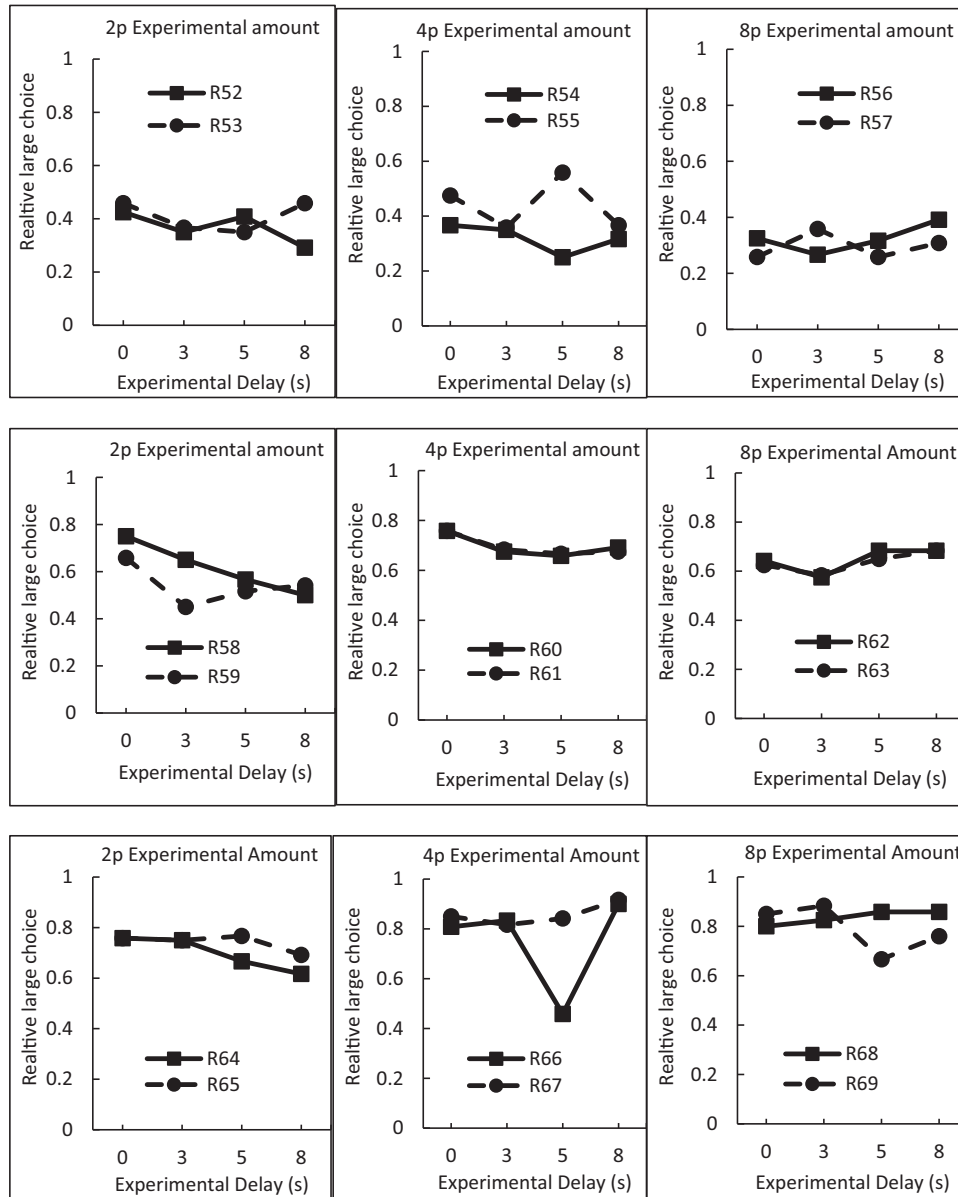 2p Experimental amount
1
0.8
0.6
0.4
0.2
0
Realtive large choice
R52
R53
0 3 5 8
Experimental Delay (s)
4p Experimental amount
1
0.8
0.6
0.4
0.2
0
Realtive large choice
R54
R55
0 3 5 8
Experimental Delay (s)
8p Experimental amount
1
0.8
0.6
0.4
0.2
0
Realtive large choice
R56
R57
0 3 5 8
Experimental Delay (s)
2p Experimental amount
1
0.8
0.6
0.4
0.2
0
Realtive large choice
R58
R59
0 3 5 8
Experimental Delay (s)
4p Experimental amount
1
0.8
0.6
0.4
0.2
0
Realtive large choice
R60
R61
0 3 5 8
Experimental Delay (s)
8p Experimental Amount
1
0.8
0.6
0.4
0.2
0
Realtive large choice
R62
R63
0 3 5 8
Experimental Delay (s)
2p Experimental Amount
1
0.8
0.6
0.4
0.2
0
Realtive large choice
R64
R65
0 3 5 8
Experimental Delay (s)
4p Experimental Amount
1
0.8
0.6
0.4
0.2
0
Realtive large choice
R66
R67
0 3 5 8
Experimental Delay (s)
8p Experimental Amount
1
0.8
0.6
0.4
0.2
0
Realtive large choice
R68
R69
0 3 5 8
Experimental Delay (s)